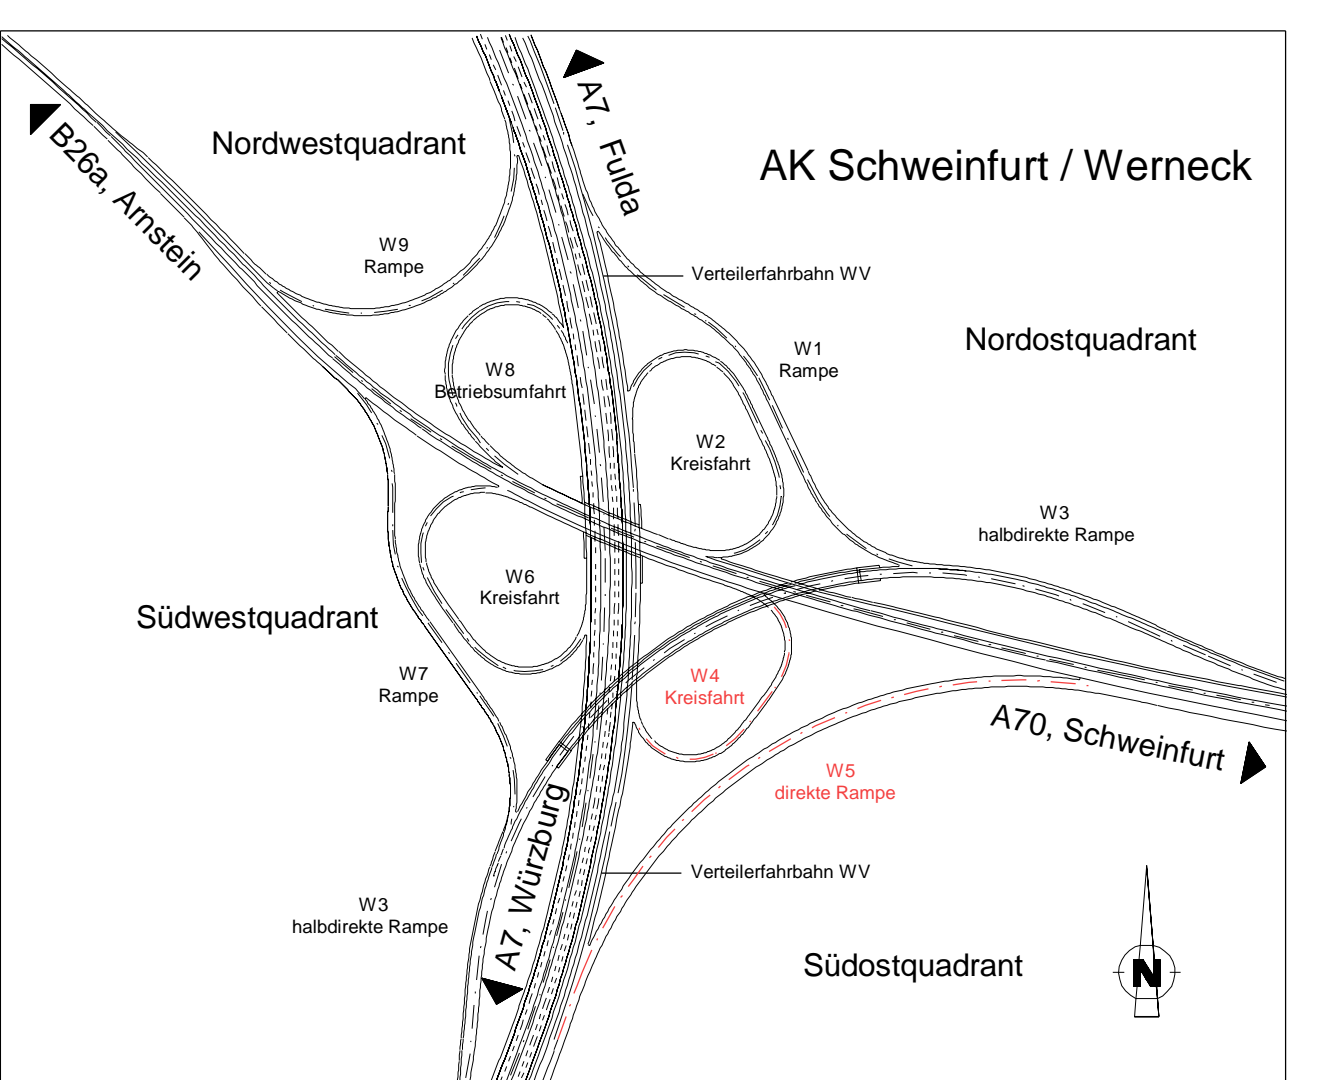 A7, Fulda
B26a, Arnstein
Nordwestquadrant
AK Schweinfurt / Werneck
W9
Rampe
Verteilerfahrbahn WV
Nordostquadrant
W1
Rampe
W8
Betriebsumfahrt
W2
Kreisfahrt
W3
halbdirekte Rampe
W6
Kreisfahrt
Südwestquadrant
W7
Rampe
W4
Kreisfahrt
A70, Schweinfurt
W5
direkte Rampe
A7, Würzburg
Verteilerfahrbahn WV
W3
halbdirekte Rampe
Südostquadrant
N